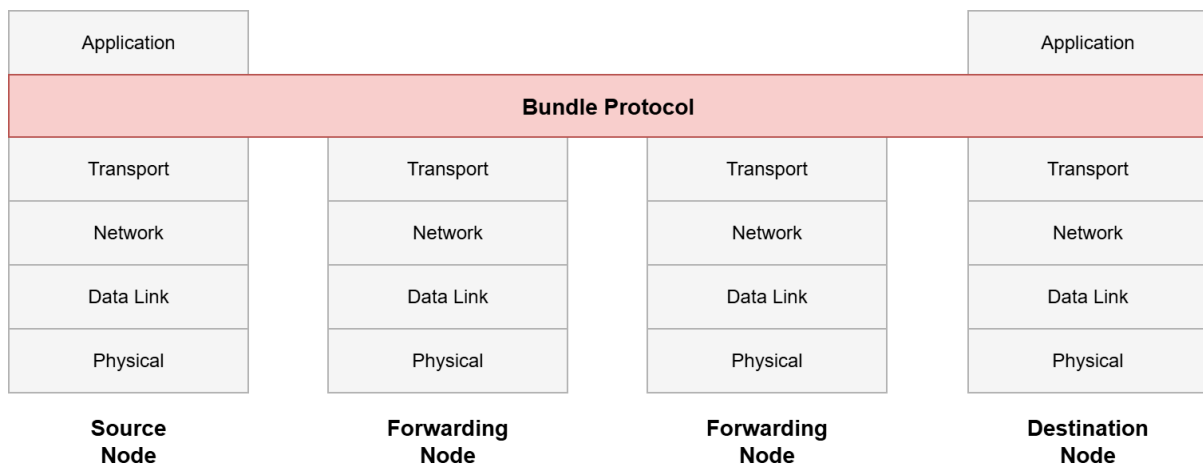 Application
Application
Bundle Protocol
Transport
Transport
Transport
Transport
Network
Network
Network
Network
Data Link
Data Link
Data Link
Data Link
Physical
Physical
Physical
Physical
Source
Node
Forwarding
Node
Forwarding
Node
Destination
Node